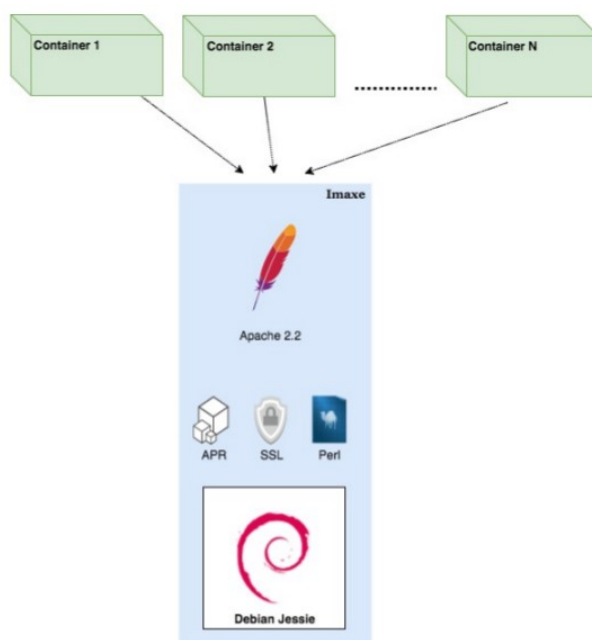 Container 1
Container 2
Container N
Imaxe
Apache 2.2
APR
SSL
Perl
Debian Jessie